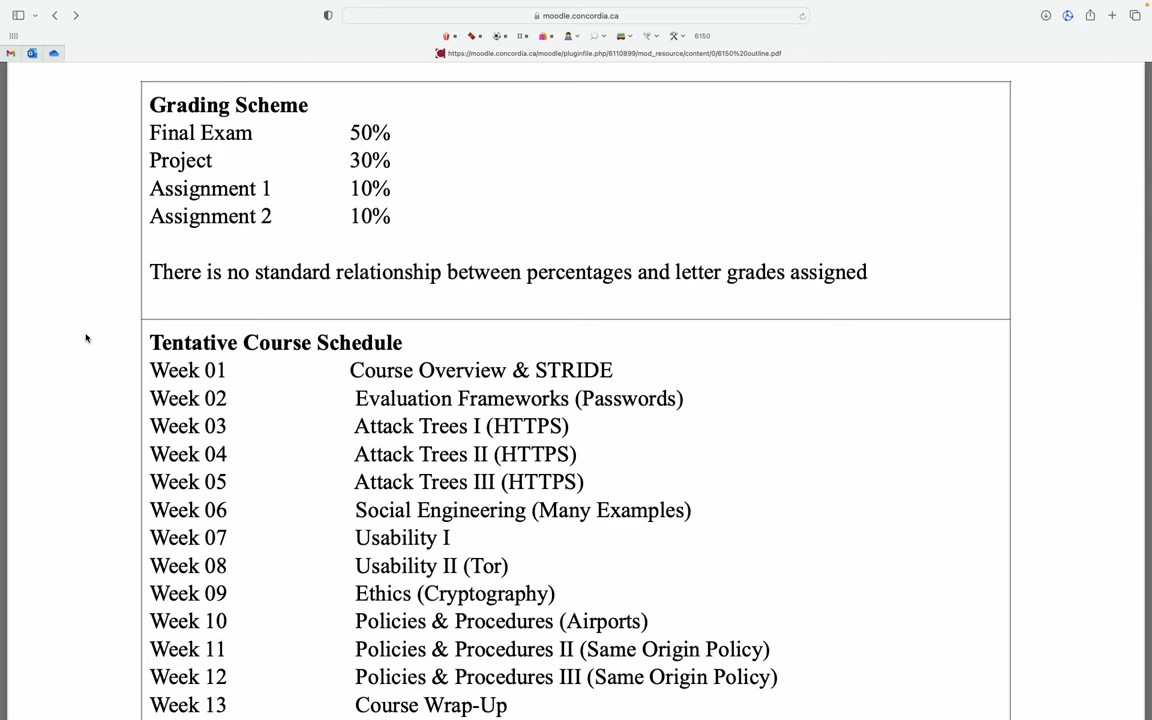 moodle.concordia.ca
6150
https://moodle.concordia.ca/moodle/pluginfile.php/6110899/mod_resource/content/0/6150%20outline.pdf
Grading Scheme
Final Exam 50%
Project 30%
Assignment 1 10%
Assignment 2 10%
There is no standard relationship between percentages and letter grades assigned
Tentative Course Schedule
Week 01 Course Overview & STRIDE
Week 02 Evaluation Frameworks (Passwords)
Week 03 Attack Trees I (HTTPS)
Week 04 Attack Trees II (HTTPS)
Week 05 Attack Trees III (HTTPS)
Week 06 Social Engineering (Many Examples)
Week 07 Usability I
Week 08 Usability II (Tor)
Week 09 Ethics (Cryptography)
Week 10 Policies & Procedures (Airports)
Week 11 Policies & Procedures II (Same Origin Policy)
Week 12 Policies & Procedures III (Same Origin Policy)
Week 13 Course Wrap-Up